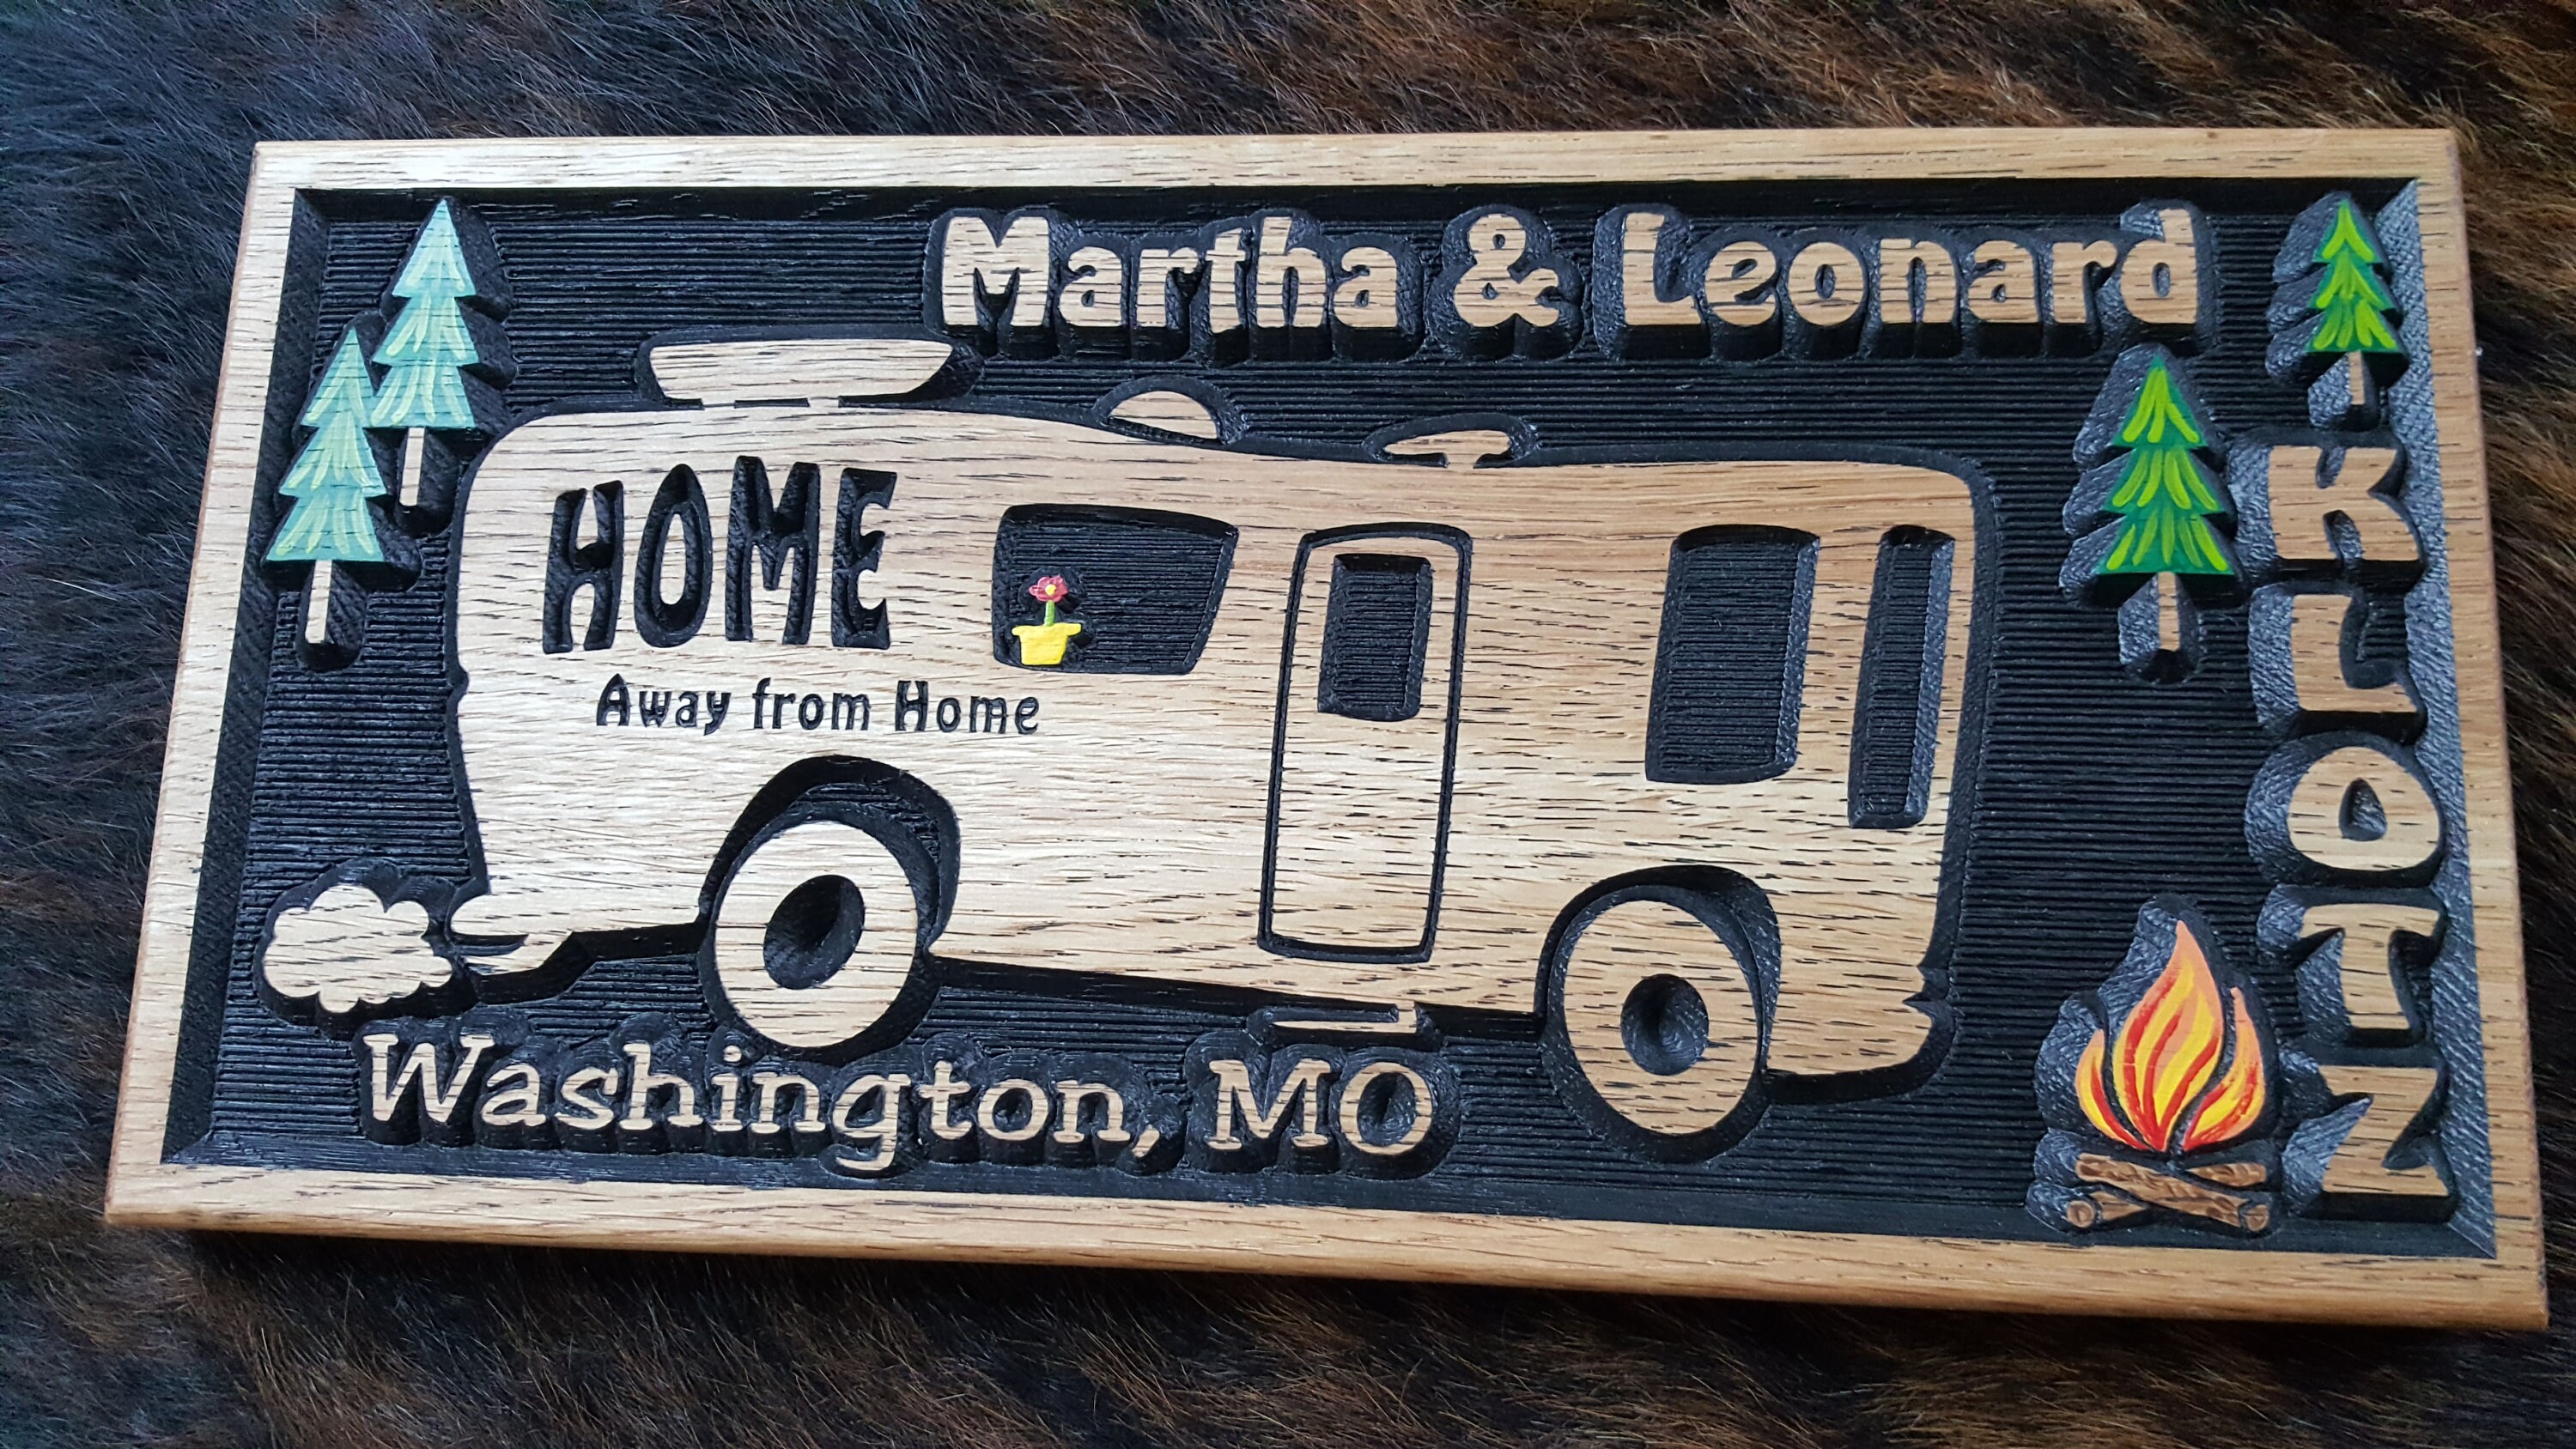 Martha & Leonard
KLOTZ
HOME
Away from Home
Washington, MO